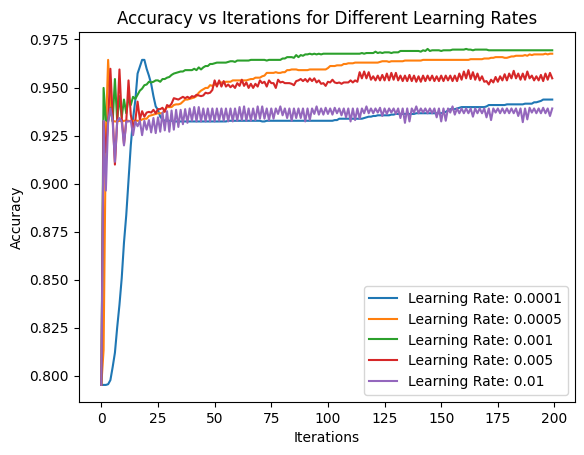 Accuracy vs Iterations for Different Learning Rates
0.975
0.950
0.925
0.900
0.875
0.850
0.825
0.800
Accuracy
Learning Rate: 0.0001
Learning Rate: 0.0005
Learning Rate: 0.001
Learning Rate: 0.005
Learning Rate: 0.01
0 25 50 75 100 125 150 175 200
Iterations